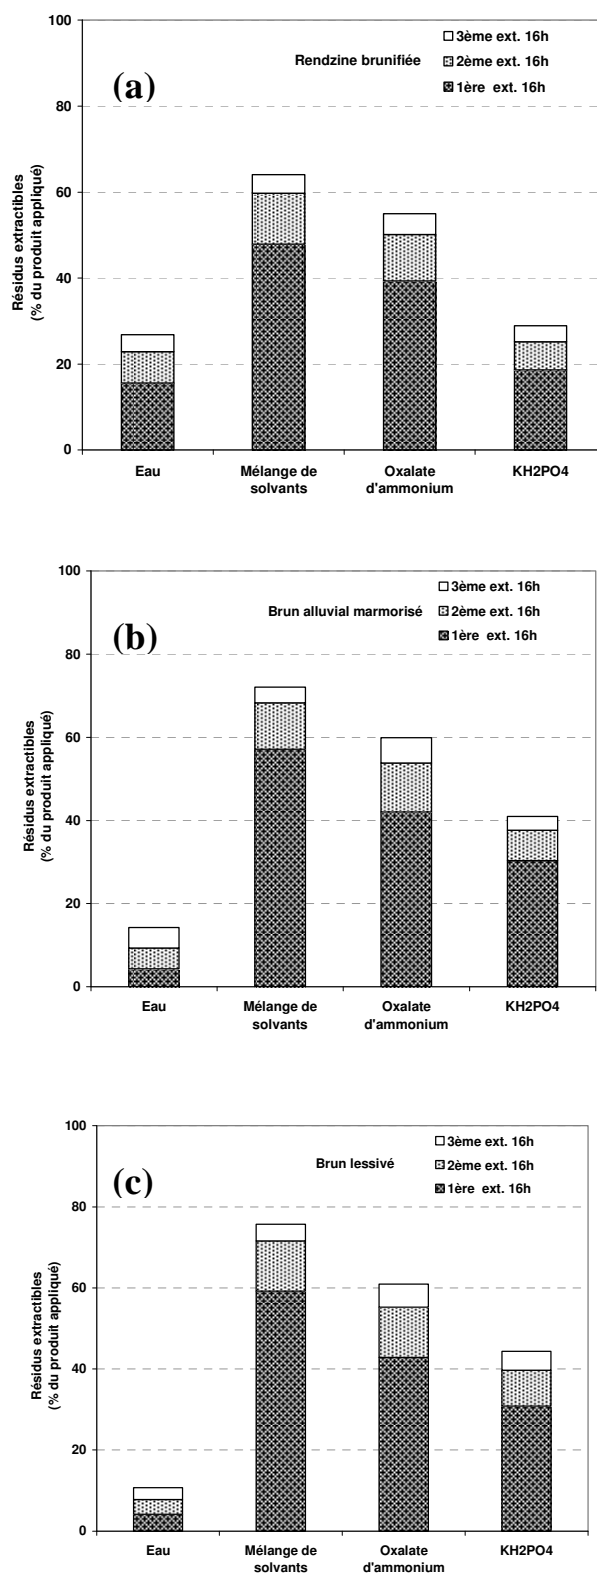 100
80
60
40
20
0
Résidus extractibles
(% du produit appliqué)
(a)
Rendzine brunifiée
3ème ext. 16h
2ème ext. 16h
1ère ext. 16h
Eau
Mélange de
solvants
Oxalate
d'ammonium
KH2PO4
100
80
60
40
20
0
Résidus extractibles
(% du produit appliqué)
(b)
Brun alluvial marmorisé
3ème ext. 16h
2ème ext. 16h
1ère ext. 16h
Eau
Mélange de
solvants
Oxalate
d'ammonium
KH2PO4
100
80
60
40
20
0
Résidus extractibles
(% du produit appliqué)
(c)
Brun lessivé
3ème ext. 16h
2ème ext. 16h
1ère ext. 16h
Eau
Mélange de
solvants
Oxalate
d'ammonium
KH2PO4